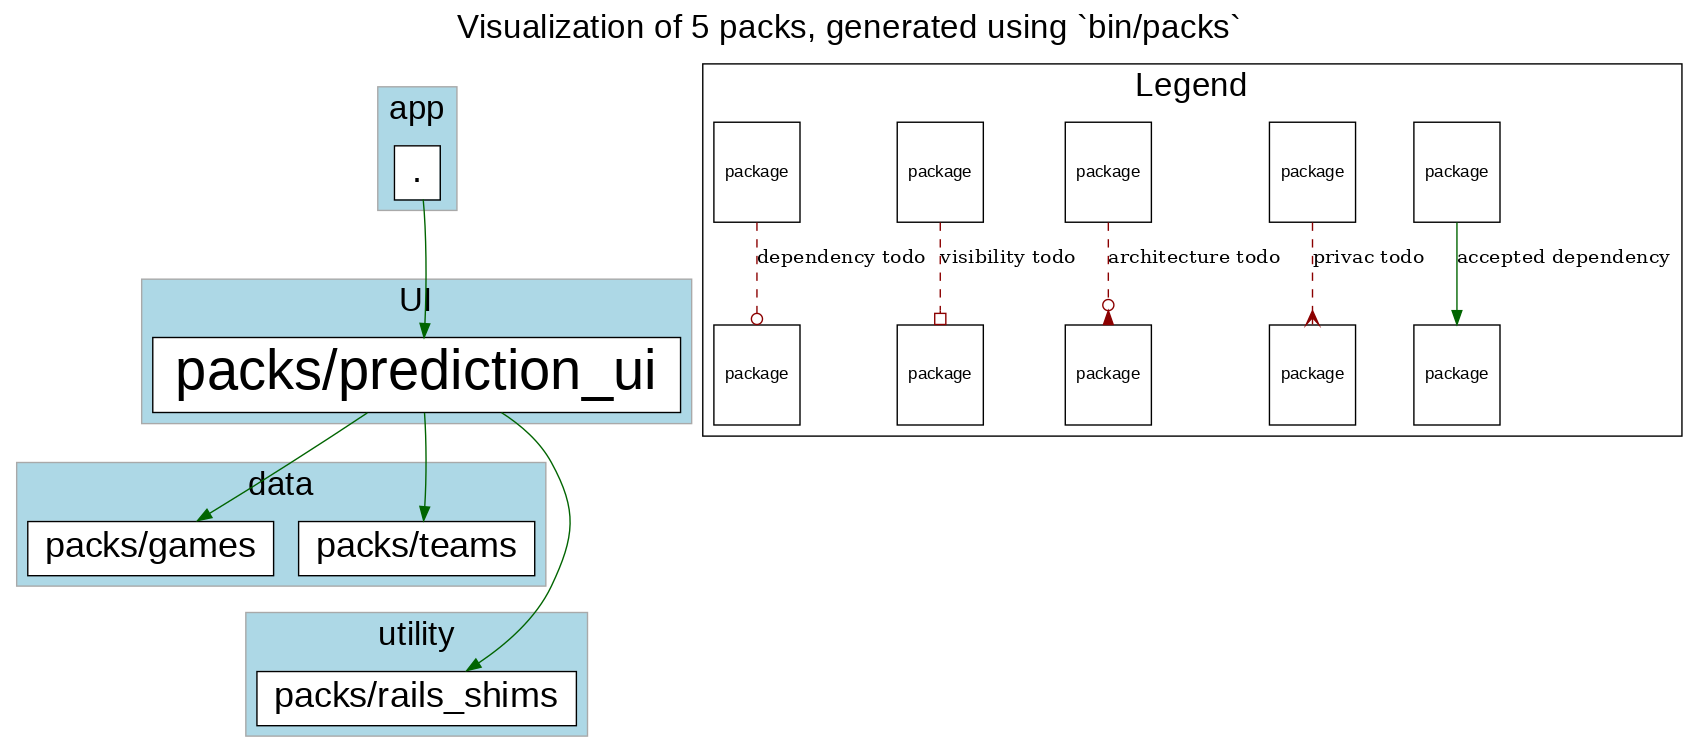 Visualization of 5 packs, generated using `bin/packs`
app
.
UI
packs/prediction_ui
data
packs/games
packs/teams
utility
packs/rails_shims
Legend
package
package
package
package
package
dependency todo
visibility todo
architecture todo
privac todo
accepted dependency
package
package
package
package
package